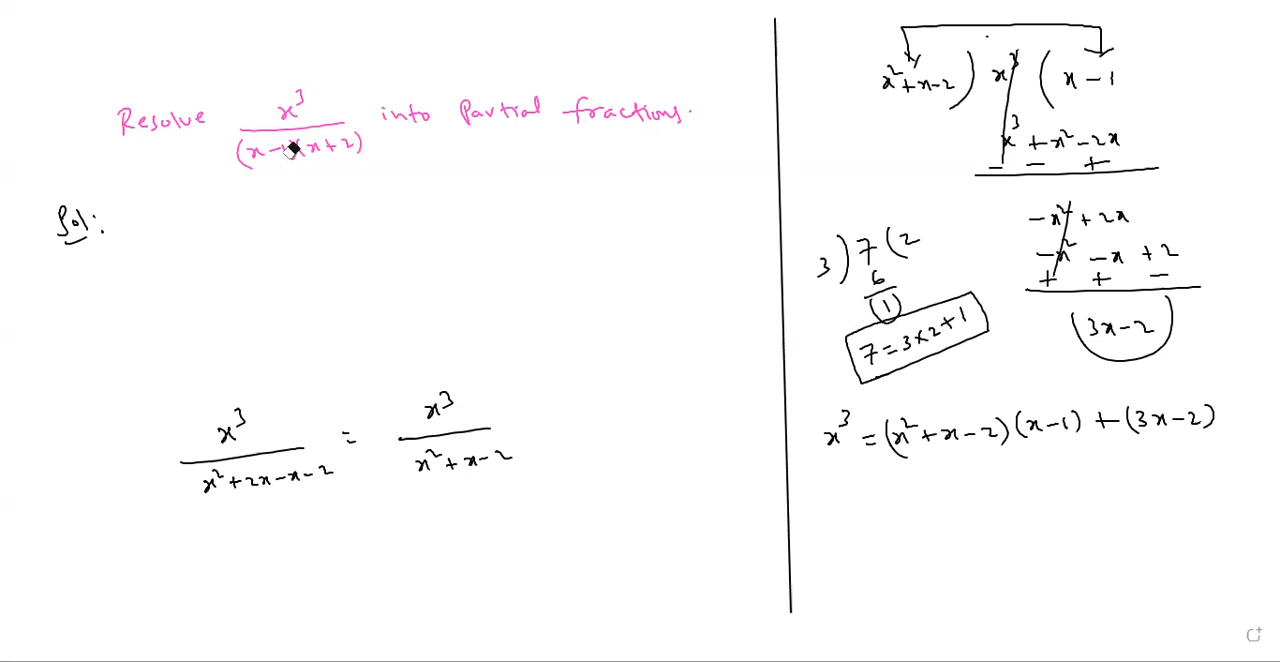 Resolve x³/(x-1)(x+2) into Partial fractions.
Sol:
x³/(x²+2x-x-2) = x³/(x²+x-2)
x²+x-2) x³ (x-1
x³ +x² -2x
- - +
-x² +2x
-x² -x +2
+ + -
(3x-2)
3) 7 (2
6
1
7=3×2+1
x³ = (x²+x-2)(x-1) + (3x-2)